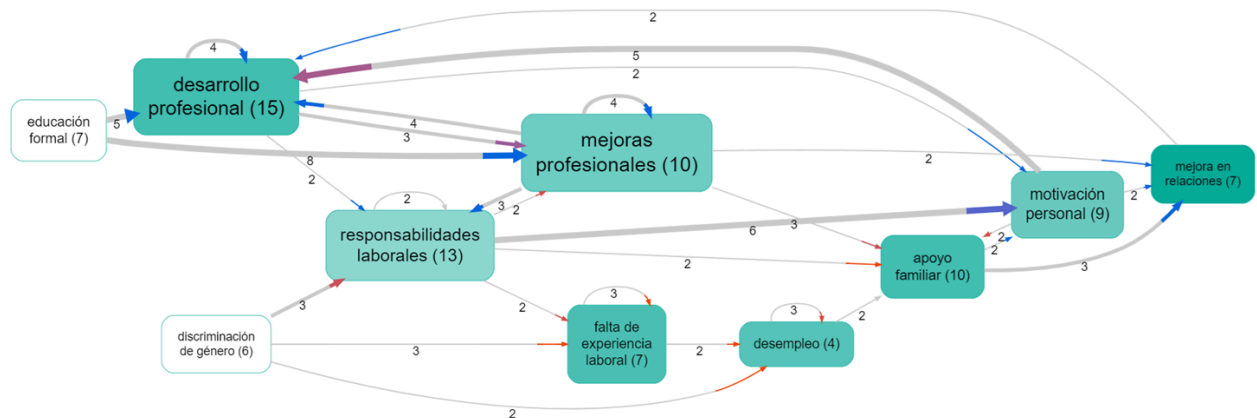 2
4
5
desarrollo
profesional (15)
2
educación
formal (7)
5
4
4
3
mejoras
profesionales (10)
8
2
2
mejora en
relaciones (7)
2
3
2
motivación
personal (9)
2
responsabilidades
laborales (13)
6
3
2
2
apoyo
familiar (10)
2
3
3
2
3
3
discriminación
de género (6)
falta de
experiencia
laboral (7)
2
desempleo (4)
2
3
2